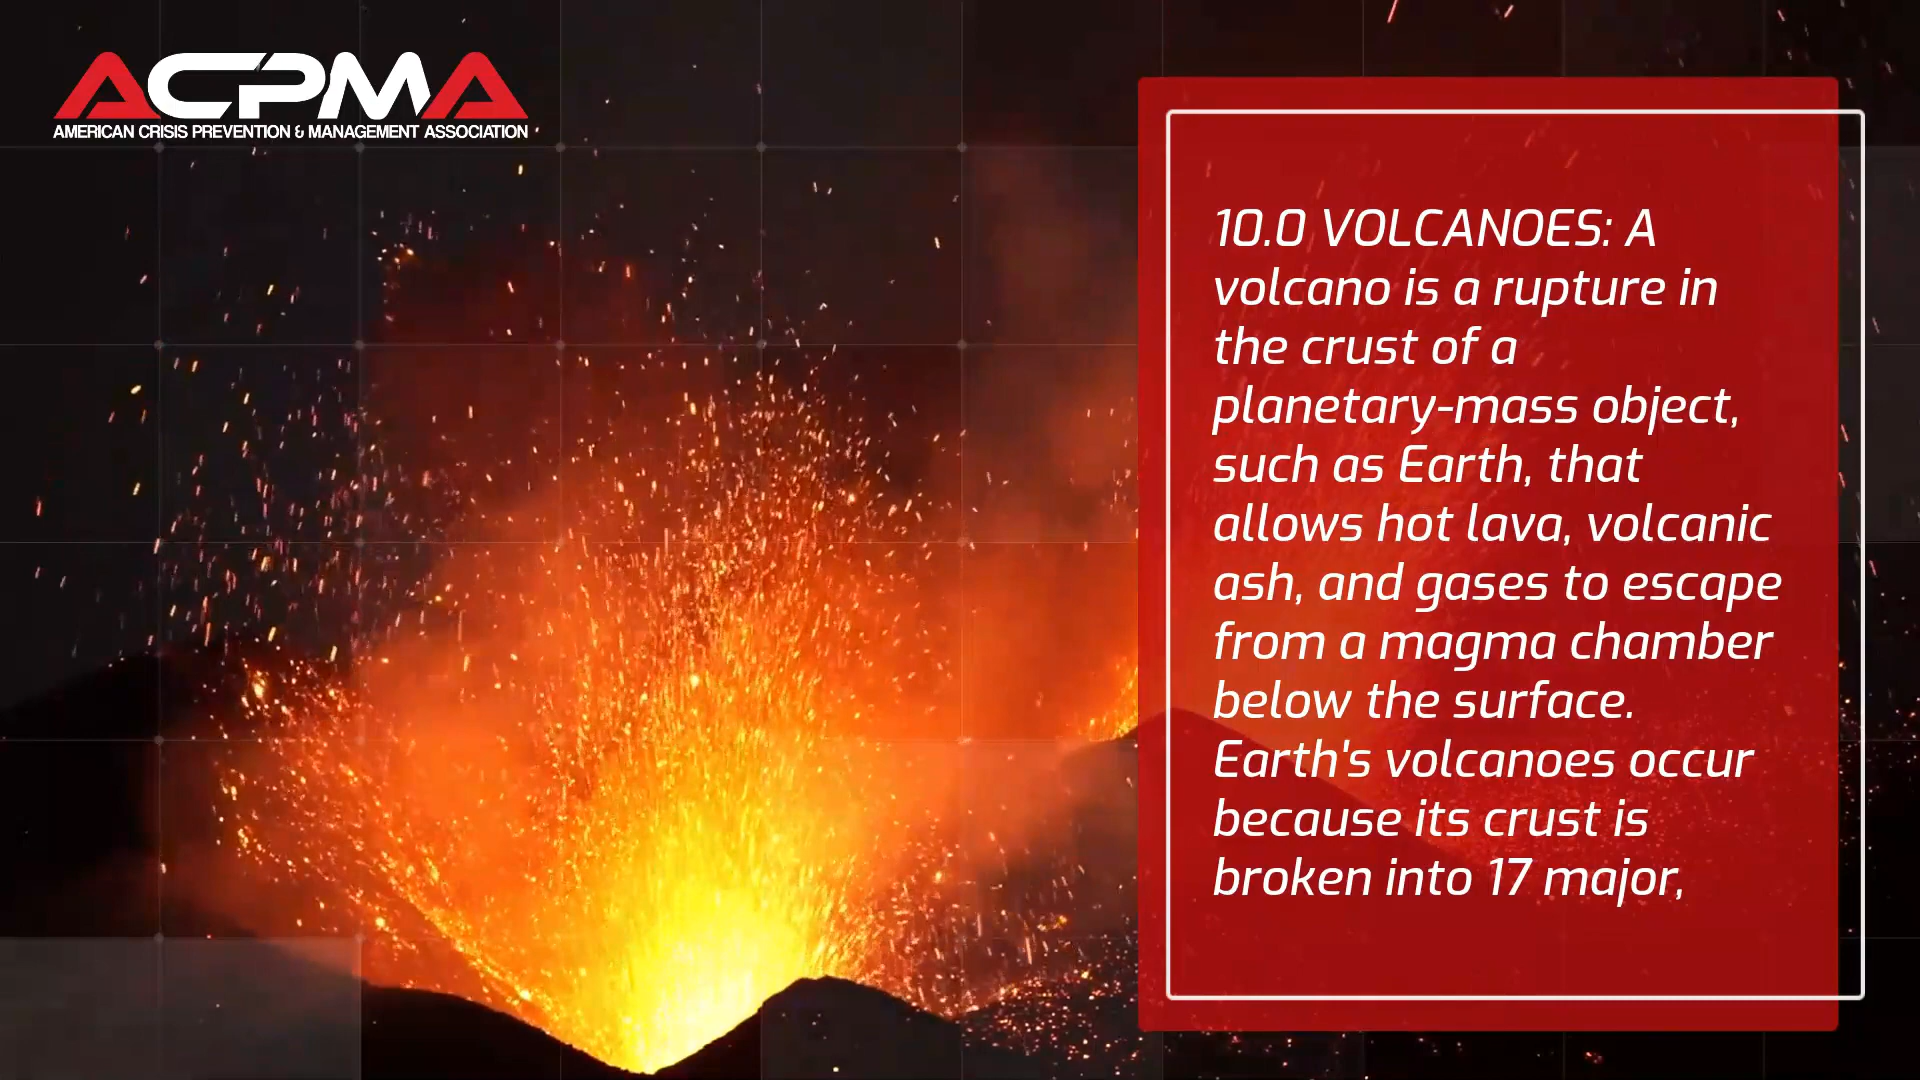 ACPMA
AMERICAN CRISIS PREVENTION & MANAGEMENT ASSOCIATION
10.0 VOLCANOES: A
volcano is a rupture in
the crust of a
planetary-mass object,
such as Earth, that
allows hot lava, volcanic
ash, and gases to escape
from a magma chamber
below the surface.
Earth's volcanoes occur
because its crust is
broken into 17 major,